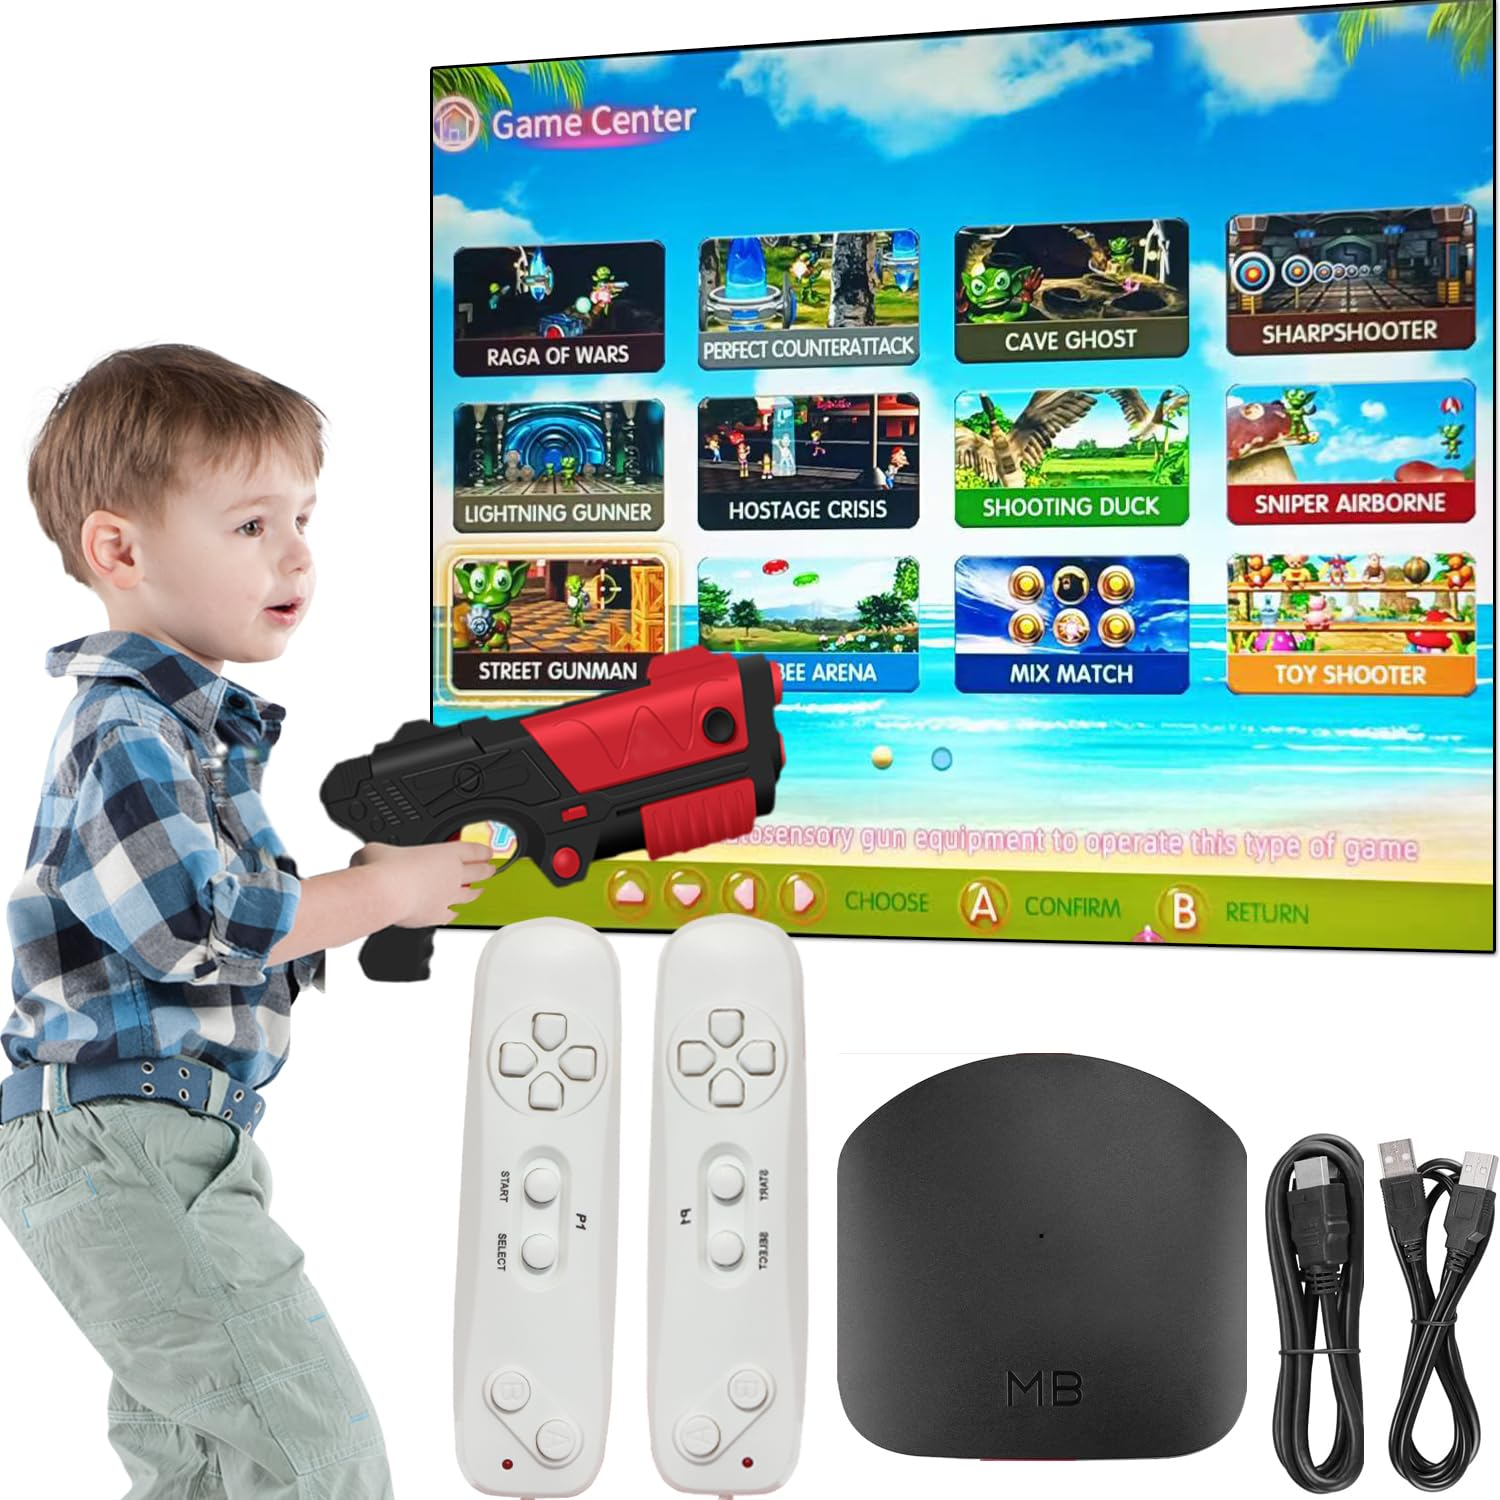 Game Center
RAGA OF WARS
PERFECT COUNTERATTACK
CAVE GHOST
SHARPSHOOTER
LIGHTNING GUNNER
HOSTAGE CRISIS
SHOOTING DUCK
SNIPER AIRBORNE
STREET GUNMAN
BEE ARENA
MIX MATCH
TOY SHOOTER
tosensory gun equipment to operate this type of game
CHOOSE
A CONFIRM
B RETURN
START
SELECT
P1
B
A
START
SELECT
P1
B
A
MB